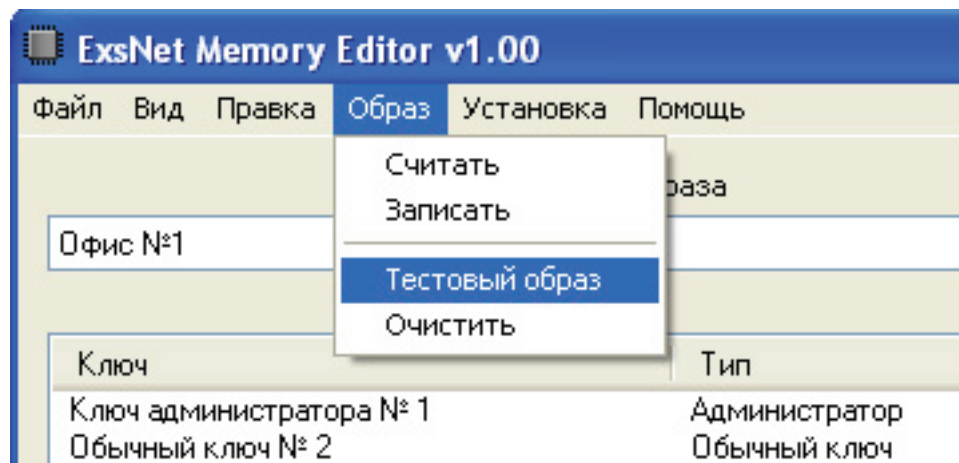 ExsNet Memory Editor v1.00
Файл Вид Правка Образ Установка Помощь
Считать
Записать
Офис №1
Тестовый образ
Очистить
Ключ Тип
Ключ администратора № 1 Администратор
Обычный ключ № 2 Обычный ключ